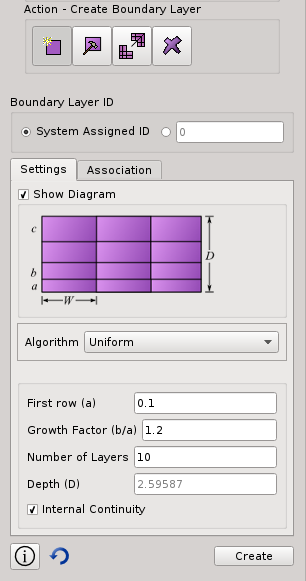 Action - Create Boundary Layer
Boundary Layer ID
System Assigned ID 0
Settings Association
Show Diagram
c
b
a
D
W
Algorithm Uniform
First row (a) 0.1
Growth Factor (b/a) 1.2
Number of Layers 10
Depth (D) 2.59587
Internal Continuity
i Create